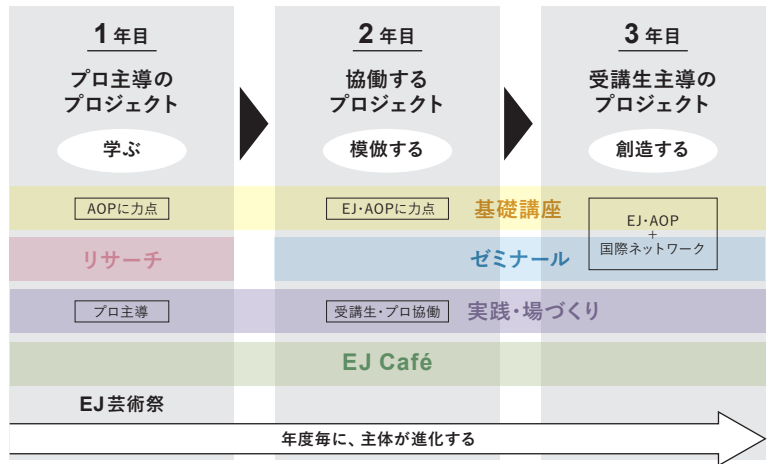 1 年目
プロ主導の
プロジェクト
学ぶ
2 年目
協働する
プロジェクト
模倣する
3 年目
受講生主導の
プロジェクト
創造する
AOPに力点
EJ・AOPに力点
基礎講座
EJ・AOP
+
国際ネットワーク
リサーチ
ゼミナール
プロ主導
受講生・プロ協働
実践・場づくり
EJ Café
EJ芸術祭
年度毎に、主体が進化する